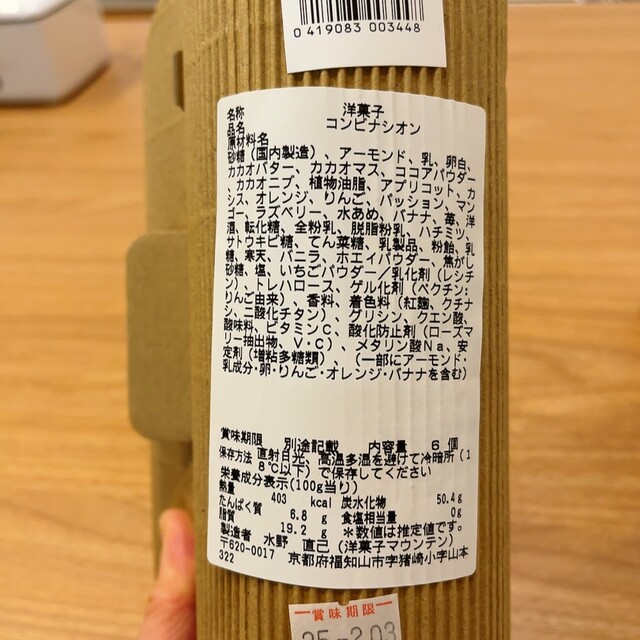 0 419083 003448
名称 洋菓子
品名 コンビナシオン
原材料名
砂糖(国内製造)、アーモンド、乳、卵白、
カカオバター、カカオマス、ココアパウダー
、カカオニブ、植物油脂、アプリコット、カ
シス、オレンジ、りんご、パッション、マン
ゴー、ラズベリー、水あめ、バナナ、苺、洋
酒、転化糖、全粉乳、脱脂粉乳、ハチミツ、
サトウキビ糖、てん菜糖、乳製品、粉飴、乳
糖、寒天、バニラ、ホエイパウダー、焦がし
砂糖、塩、いちごパウダー/乳化剤(レシチ
ン)、トレハロース、ゲル化剤(ペクチン:
りんご由来)、香料、着色料(紅麹、クチナ
シ、二酸化チタン)、グリシン、クエン酸、
酸味料、ビタミンC、酸化防止剤(ローズマ
リー抽出物、V・C)、メタリン酸Na、安
定剤(増粘多糖類)、(一部にアーモンド・
乳成分・卵・りんご・オレンジ・バナナを含む)
賞味期限 別途記載 内容量 6個
保存方法 直射日光、高温多湿を避けて冷暗所(1
8℃以下)で保存してください
栄養成分表示(100g当り)
熱量 403 kcal 炭水化物 50.4g
たんぱく質 6.8 g 食塩相当量 0g
脂質 19.2 g *数値は推定値です。
製造者 水野 直己(洋菓子マウンテン)
〒620-0017 京都府福知山市字猪崎小字山本
322
賞味期限
25-2.03